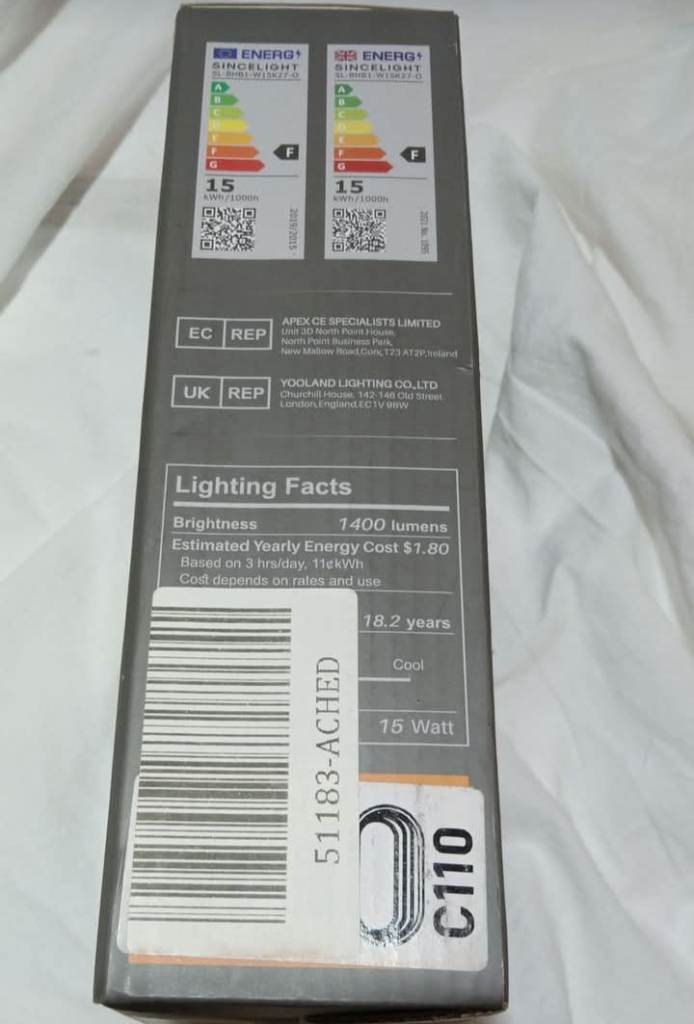 ENERG
SINCELIGHT
SL-BHB1-W15K27-O
A
B
C
D
E
F
G
F
15
kWh/1000h
2019/2015
ENERG
SINCELIGHT
SL-BHB1-W15K27-O
A
B
C
D
E
F
G
F
15
kWh/1000h
EC REP
APEX CE SPECIALISTS LIMITED
Unit 3D North Point House,
North Point Business Park,
New Mallow Road,Cork,T23 AT2P,Ireland
UK REP
YOOLAND LIGHTING CO.,LTD
Churchill House, 142-146 Old Street
London,England,EC1V 9BW
Lighting Facts
Brightness 1400 lumens
Estimated Yearly Energy Cost $1.80
Based on 3 hrs/day, 11¢kWh
Cost depends on rates and use
18.2 years
Cool
15 Watt
51183-ACHED
C110